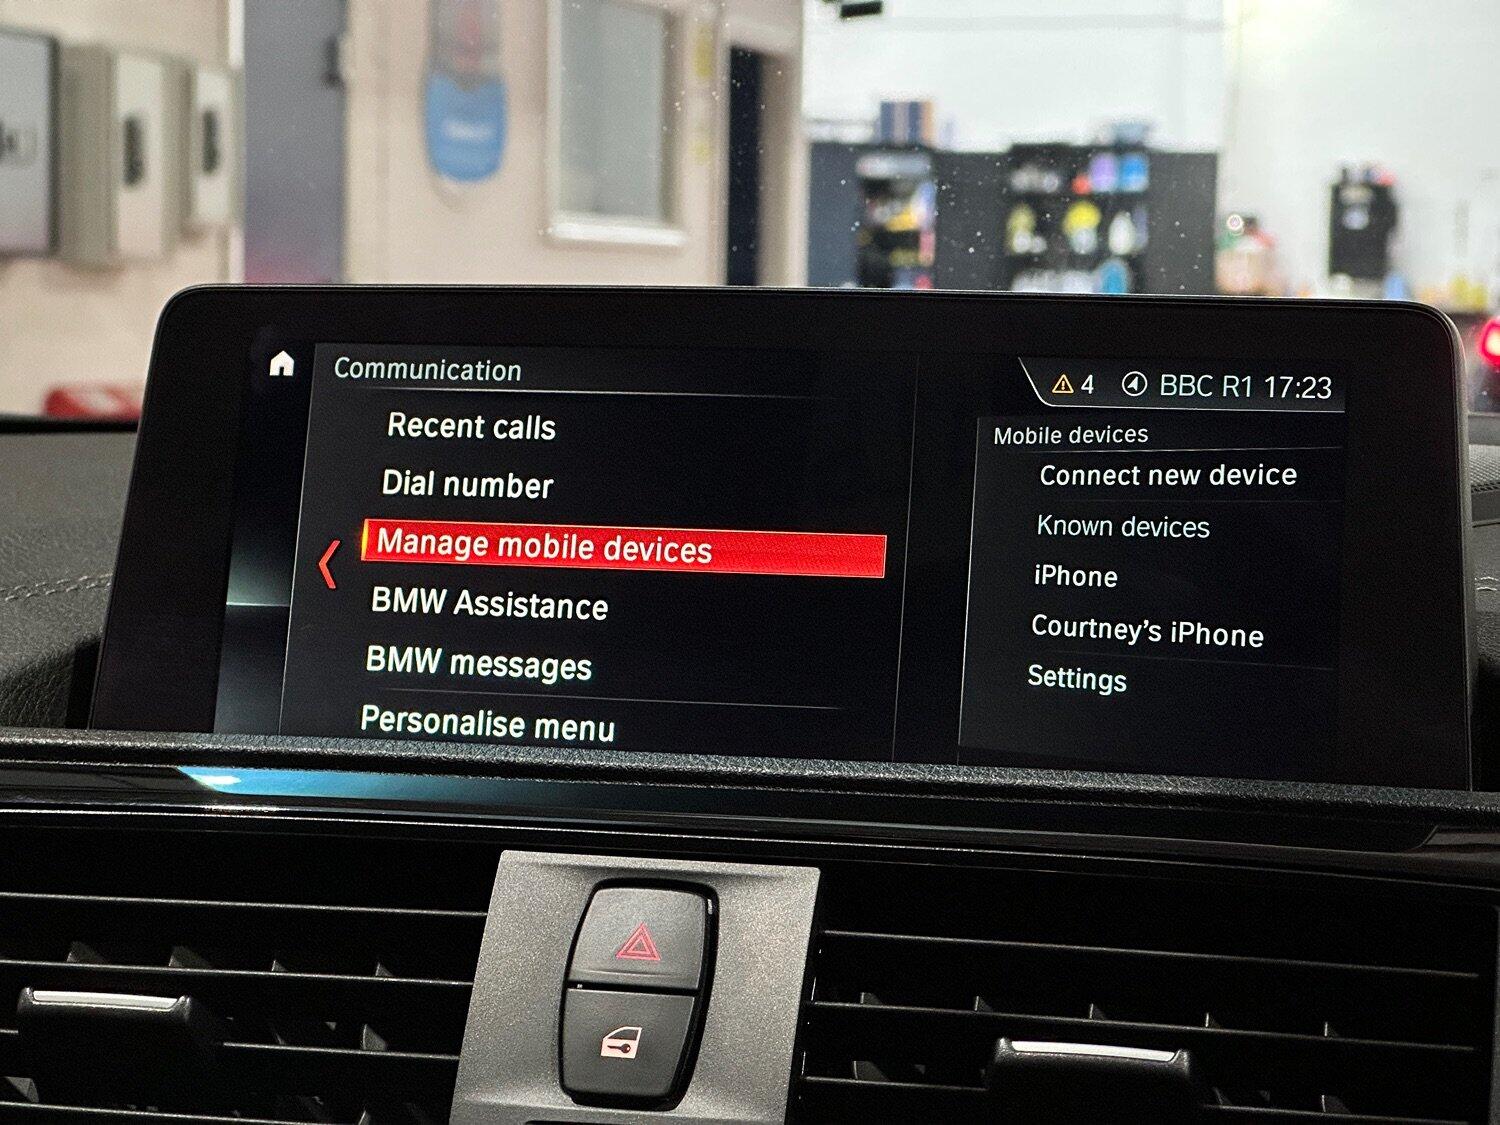 Communication
Recent calls
Dial number
Manage mobile devices
BMW Assistance
BMW messages
Personalise menu
4 BBC R1 17:23
Mobile devices
Connect new device
Known devices
iPhone
Courtney's iPhone
Settings